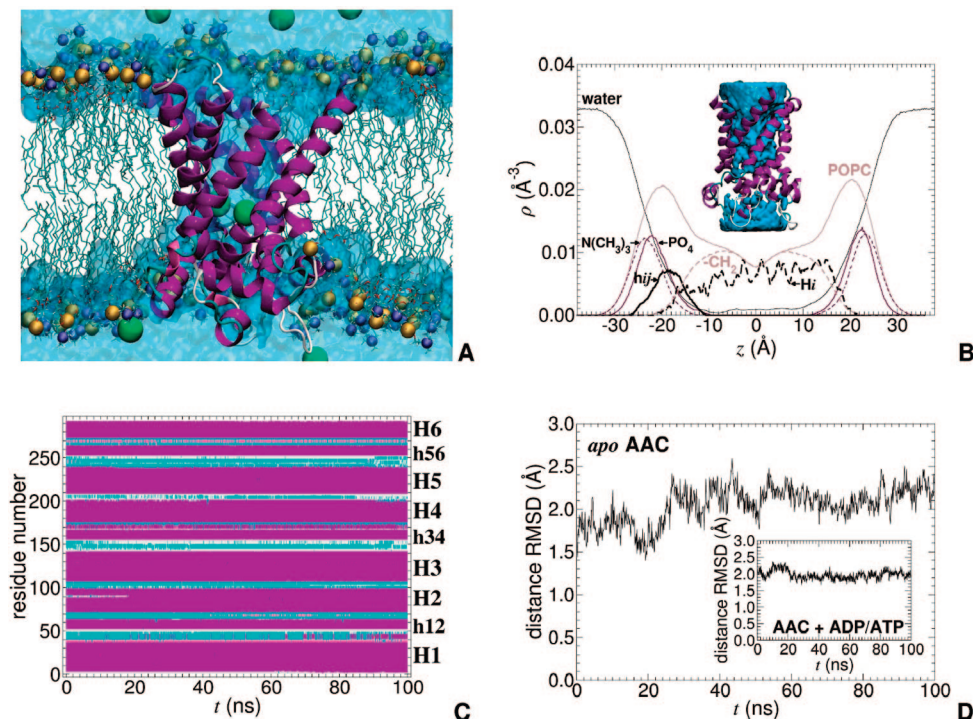 A
0.04
0.03
0.02
0.01
0.00
ρ (Å⁻³)
water
POPC
N(CH₃)₃
PO₄
-CH₂
hij
Hi
-30 -20 -10 0 10 20 30
z (Å)
B
residue number
250
200
150
100
50
0
H6
h56
H5
H4
h34
H3
H2
h12
H1
0 20 40 60 80 100
t (ns)
C
distance RMSD (Å)
3.0
2.5
2.0
1.5
1.0
0.5
0.0
apo AAC
distance RMSD (Å)
3.0
2.5
2.0
1.5
1.0
0.5
0.0
AAC + ADP/ATP
0 20 40 60 80 100
t (ns)
0 20 40 60 80 100
t (ns)
D